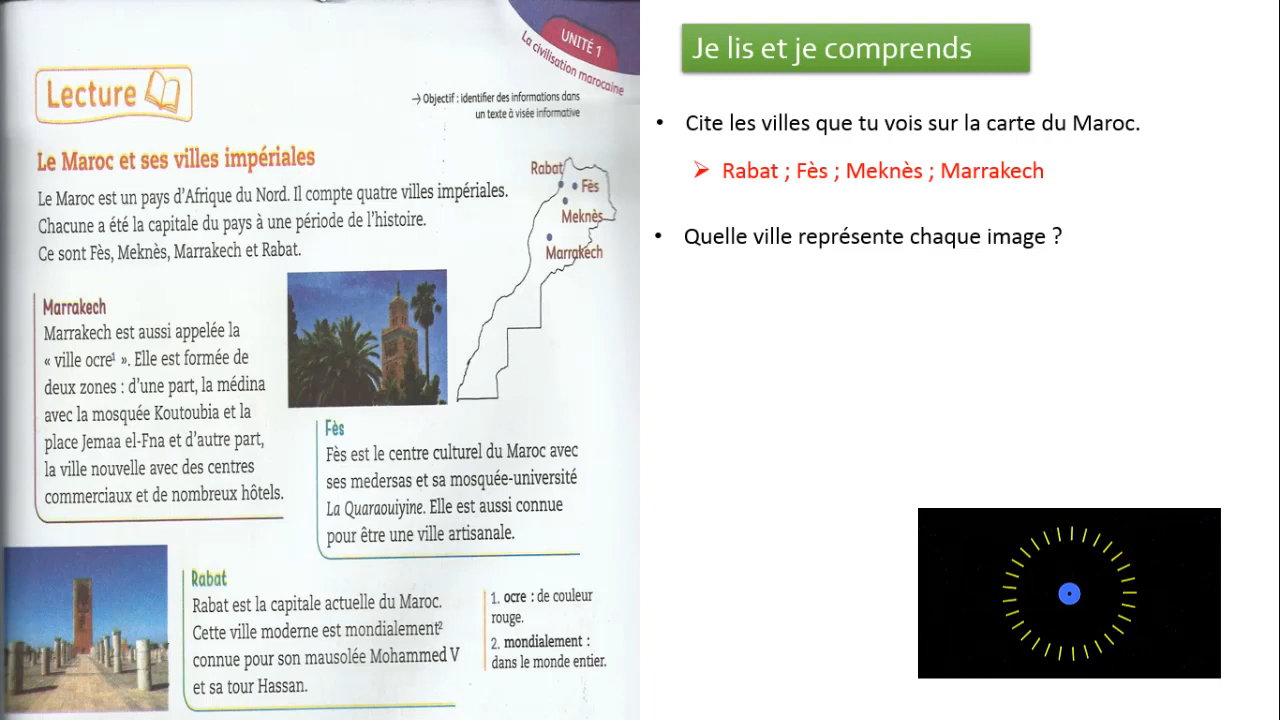 UNITÉ 1
La civilisation marocaine
Lecture
→ Objectif : identifier des informations dans
un texte à visée informative
Le Maroc et ses villes impériales
Le Maroc est un pays d'Afrique du Nord. Il compte quatre villes impériales.
Chacune a été la capitale du pays à une période de l'histoire.
Ce sont Fès, Meknès, Marrakech et Rabat.
Rabat
Fès
Meknès
Marrakech
Marrakech
Marrakech est aussi appelée la
« ville ocre¹ ». Elle est formée de
deux zones : d'une part, la médina
avec la mosquée Koutoubia et la
place Jemaa el-Fna et d'autre part,
la ville nouvelle avec des centres
commerciaux et de nombreux hôtels.
Fès
Fès est le centre culturel du Maroc avec
ses medersas et sa mosquée-université
La Quaraouiyine. Elle est aussi connue
pour être une ville artisanale.
Rabat
Rabat est la capitale actuelle du Maroc.
Cette ville moderne est mondialement²
connue pour son mausolée Mohammed V
et sa tour Hassan.
1. ocre : de couleur
rouge.
2. mondialement :
dans le monde entier.
Je lis et je comprends
• Cite les villes que tu vois sur la carte du Maroc.
➢ Rabat ; Fès ; Meknès ; Marrakech
• Quelle ville représente chaque image ?